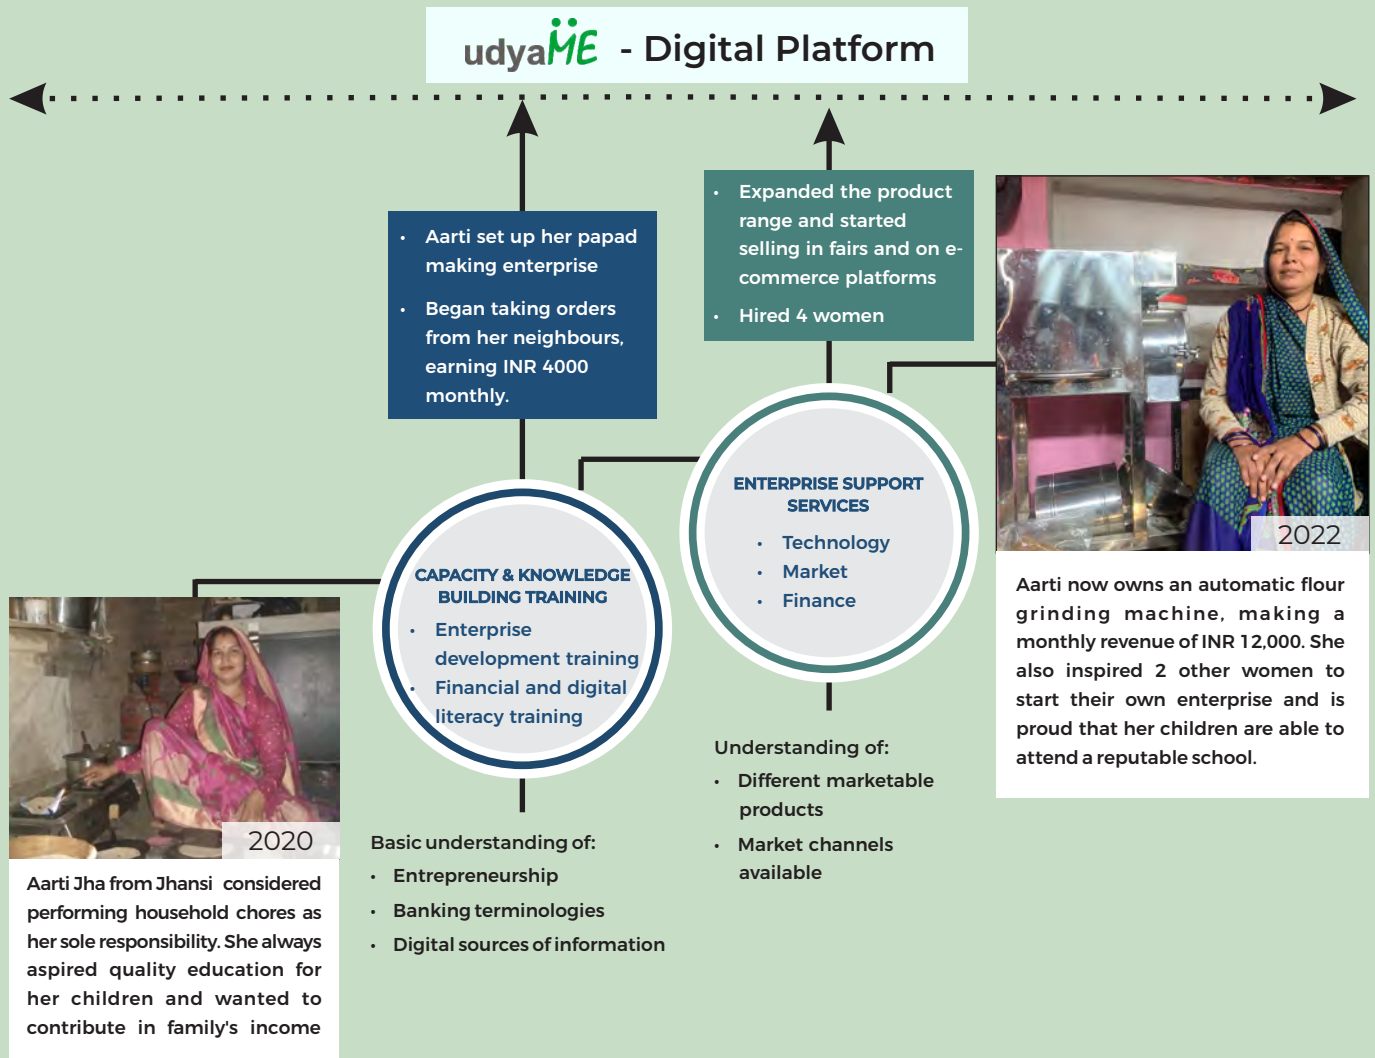 udyaME - Digital Platform
• Aarti set up her papad
making enterprise
• Began taking orders
from her neighbours,
earning INR 4000
monthly.
• Expanded the product
range and started
selling in fairs and on e-
commerce platforms
• Hired 4 women
CAPACITY & KNOWLEDGE
BUILDING TRAINING
• Enterprise
development training
• Financial and digital
literacy training
ENTERPRISE SUPPORT
SERVICES
• Technology
• Market
• Finance
2020
Aarti Jha from Jhansi considered
performing household chores as
her sole responsibility. She always
aspired quality education for
her children and wanted to
contribute in family's income
Basic understanding of:
• Entrepreneurship
• Banking terminologies
• Digital sources of information
Understanding of:
• Different marketable
products
• Market channels
available
2022
Aarti now owns an automatic flour
grinding machine, making a
monthly revenue of INR 12,000. She
also inspired 2 other women to
start their own enterprise and is
proud that her children are able to
attend a reputable school.